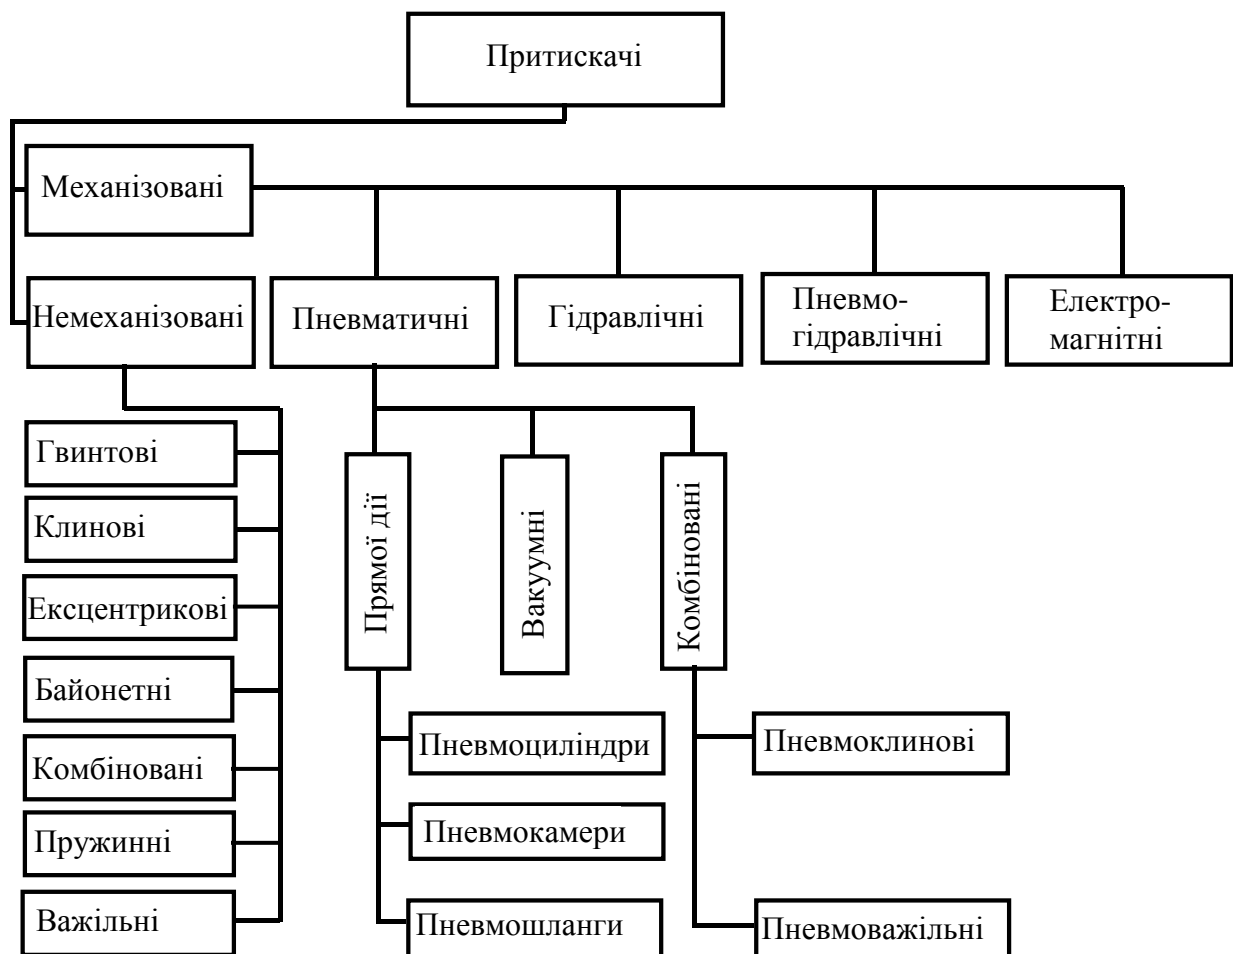 Притискачі
Механізовані
Немеханізовані
Пневматичні
Гідравлічні
Пневмо-
гідравлічні
Електро-
магнітні
Гвинтові
Клинові
Ексцентрикові
Байонетні
Комбіновані
Пружинні
Важільні
Прямої дії
Вакуумні
Комбіновані
Пневмоциліндри
Пневмокамери
Пневмошланги
Пневмоклинові
Пневмоважільні